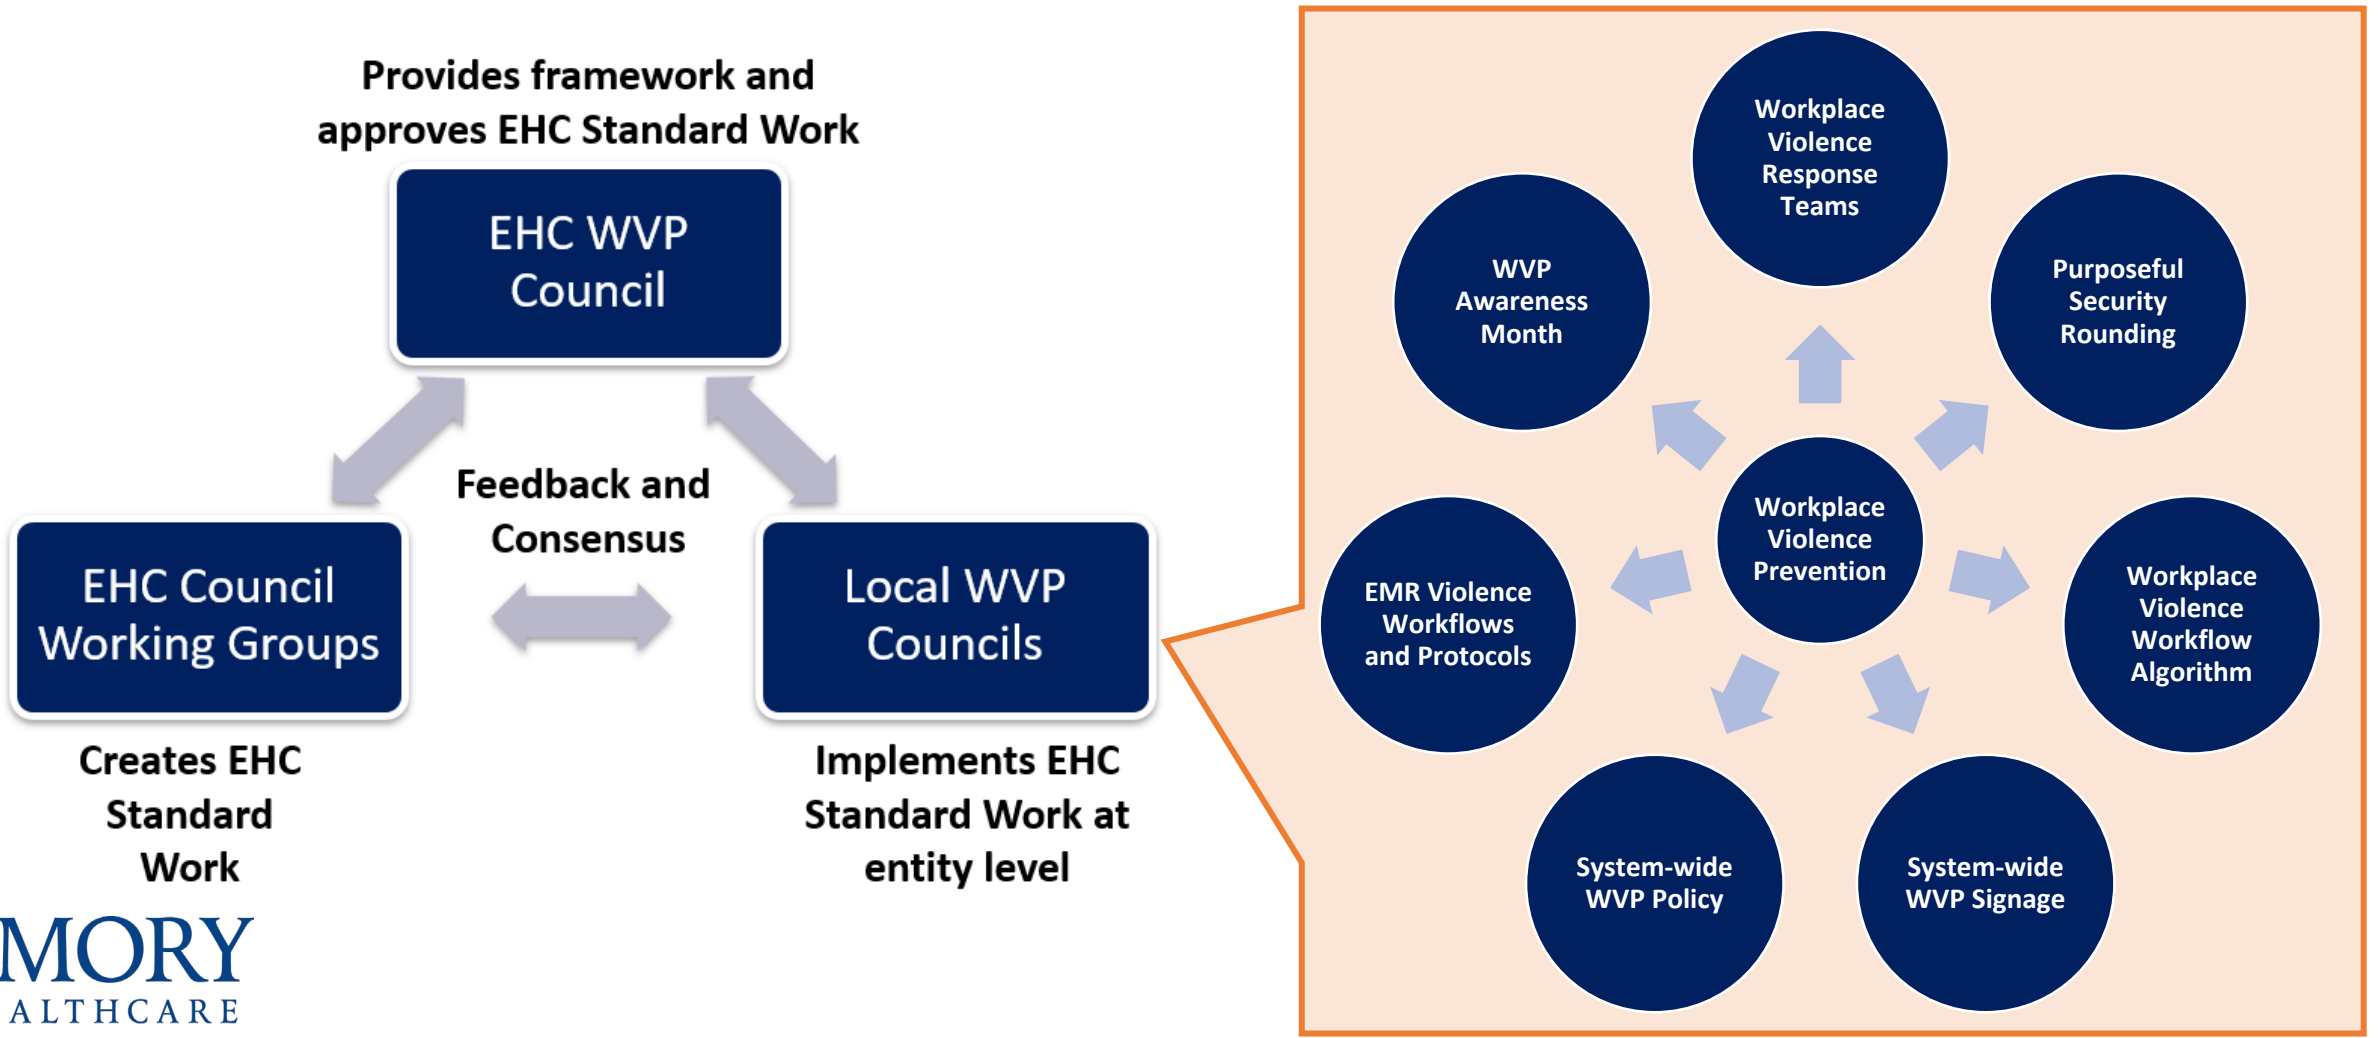 Provides framework and
approves EHC Standard Work
EHC WVP
Council
Feedback and
Consensus
EHC Council
Working Groups
Local WVP
Councils
Creates EHC
Standard
Work
Implements EHC
Standard Work at
entity level
MORY
ALTHCARE
Workplace
Violence
Response
Teams
Purposeful
Security
Rounding
Workplace
Violence
Workflow
Algorithm
System-wide
WVP Signage
System-wide
WVP Policy
EMR Violence
Workflows
and Protocols
WVP
Awareness
Month
Workplace
Violence
Prevention